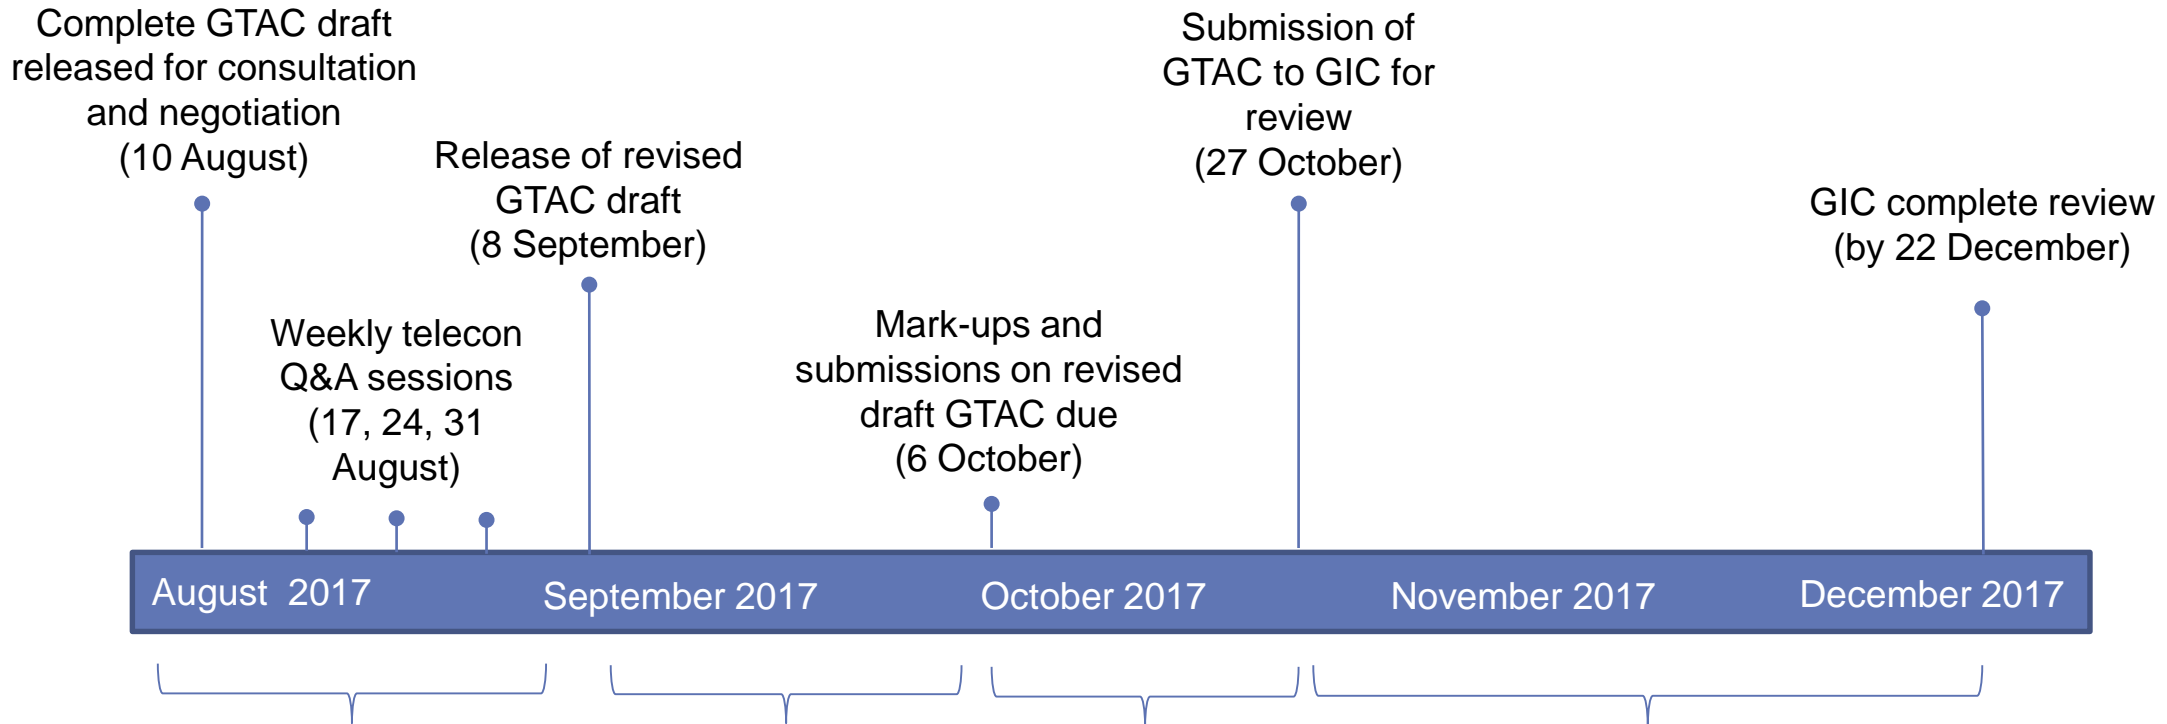 Complete GTAC draft
released for consultation
and negotiation
(10 August)
Weekly telecon
Q&A sessions
(17, 24, 31
August)
Release of revised
GTAC draft
(8 September)
Mark-ups and
submissions on revised
draft GTAC due
(6 October)
Submission of
GTAC to GIC for
review
(27 October)
GIC complete review
(by 22 December)
August 2017
September 2017
October 2017
November 2017
December 2017